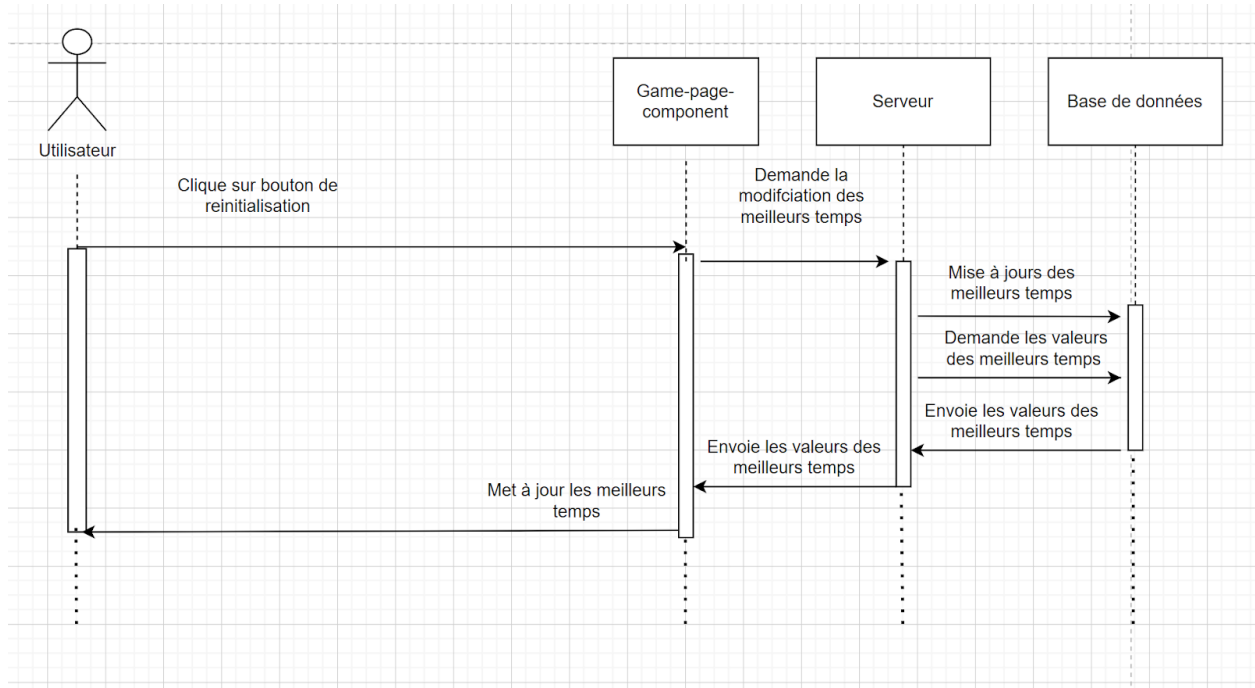 Utilisateur
Game-page-
component
Serveur
Base de données
Clique sur bouton de
reinitialisation
Demande la
modifciation des
meilleurs temps
Mise à jours des
meilleurs temps
Demande les valeurs
des meilleurs temps
Envoie les valeurs des
meilleurs temps
Envoie les valeurs des
meilleurs temps
Met à jour les meilleurs
temps